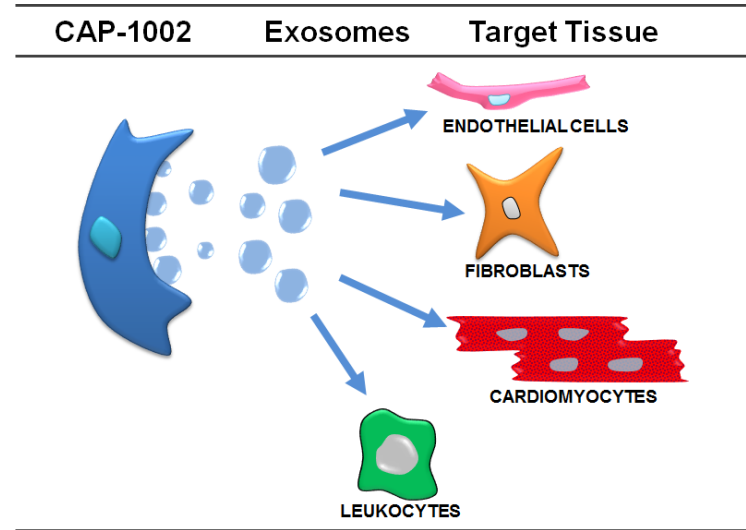 CAP-1002 Exosomes Target Tissue
ENDOTHELIAL CELLS
FIBROBLASTS
CARDIOMYOCYTES
LEUKOCYTES